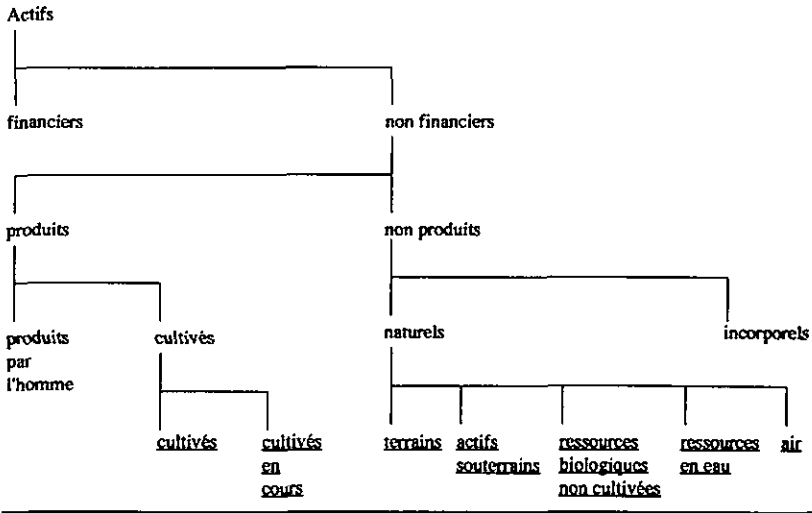 Actifs
financiers
non financiers
produits
non produits
produits
par
l'homme
cultivés
naturels
incorporels
cultivés
cultivés
en
cours
terrains
actifs
souterrains
ressources
biologiques
non cultivées
ressources
en eau
air